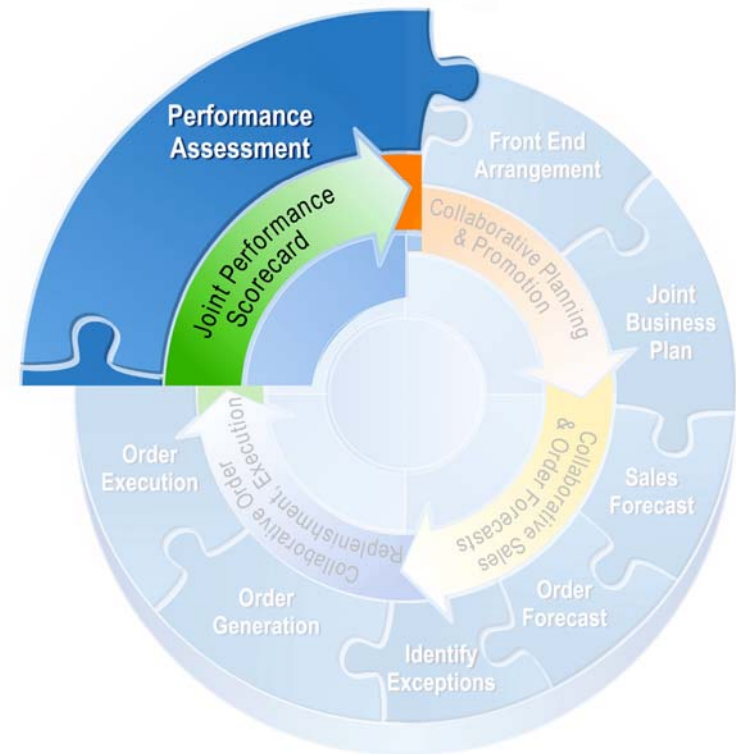 Performance
Assessment
Joint Performance
Scorecard
Front End
Arrangement
Collaborative Planning
& Promotion
Joint
Business
Plan
Sales
Forecast
Collaborative Sales
& Order Forecasts
Order
Forecast
Identify
Exceptions
Order
Generation
Collaborative Order
Replenishment, Execution
Order
Execution